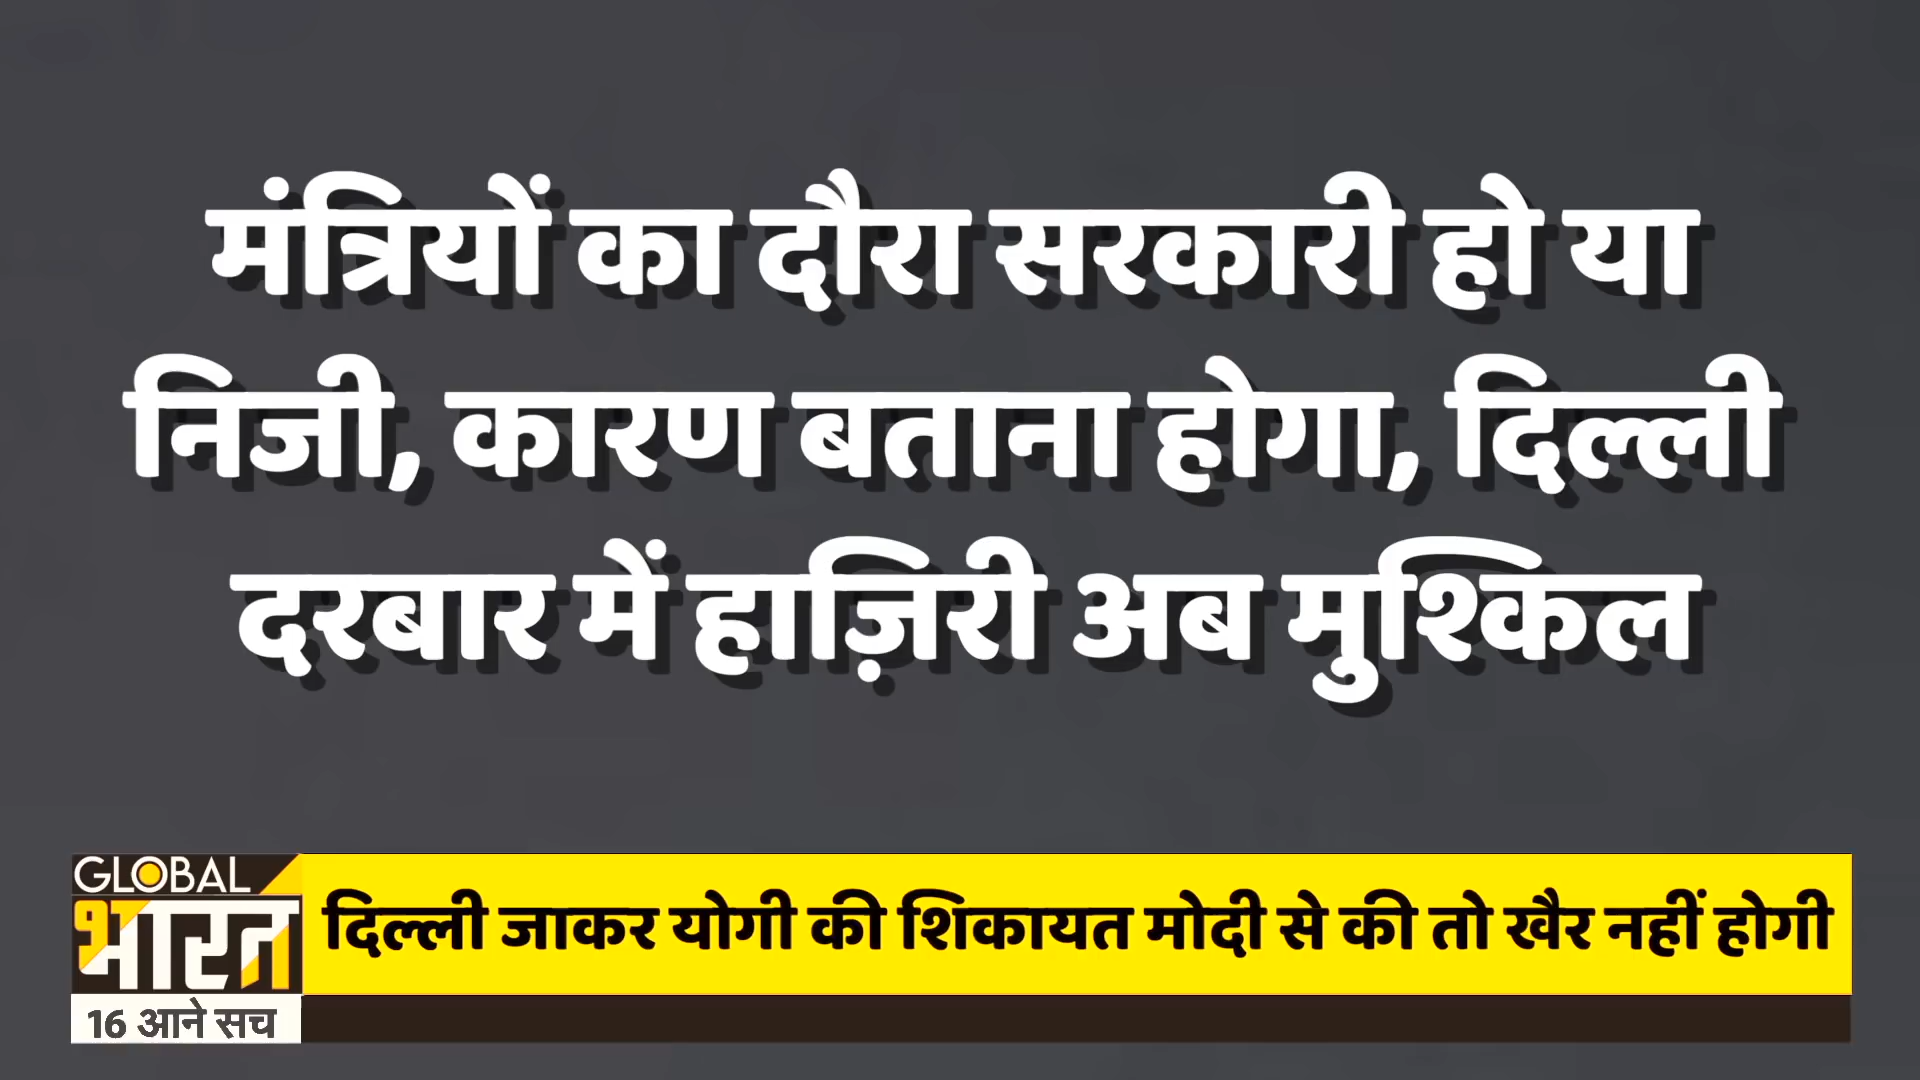 मंत्रियों का दौरा सरकारी हो या
निजी, कारण बताना होगा, दिल्ली
दरबार में हाज़िरी अब मुश्किल
GLOBAL
भारत
16 आने सच
दिल्ली जाकर योगी की शिकायत मोदी से की तो खैर नहीं होगी